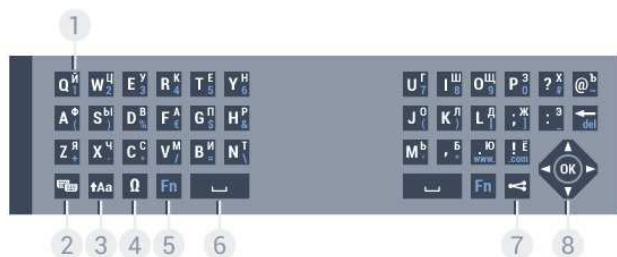 1
Q Й 1 W Ц 2 E У 3 R К 4 T Е 5 Y Н 6 U Г 7 I Ш 8 O Щ 9 P З 0 ? Х # @ Ъ ~
A Ф ( S Ы ) D В % F А € G П $ H Р & J О ( K Л ) L Д [ ; Ж ] : Э _ del
Z Я + X Ч - C С * V М / B И = N Т \ M Ь , Б . Ю www. ! Ё .com
Aa Ω Fn Fn OK
2 3 4 5 6 7 8